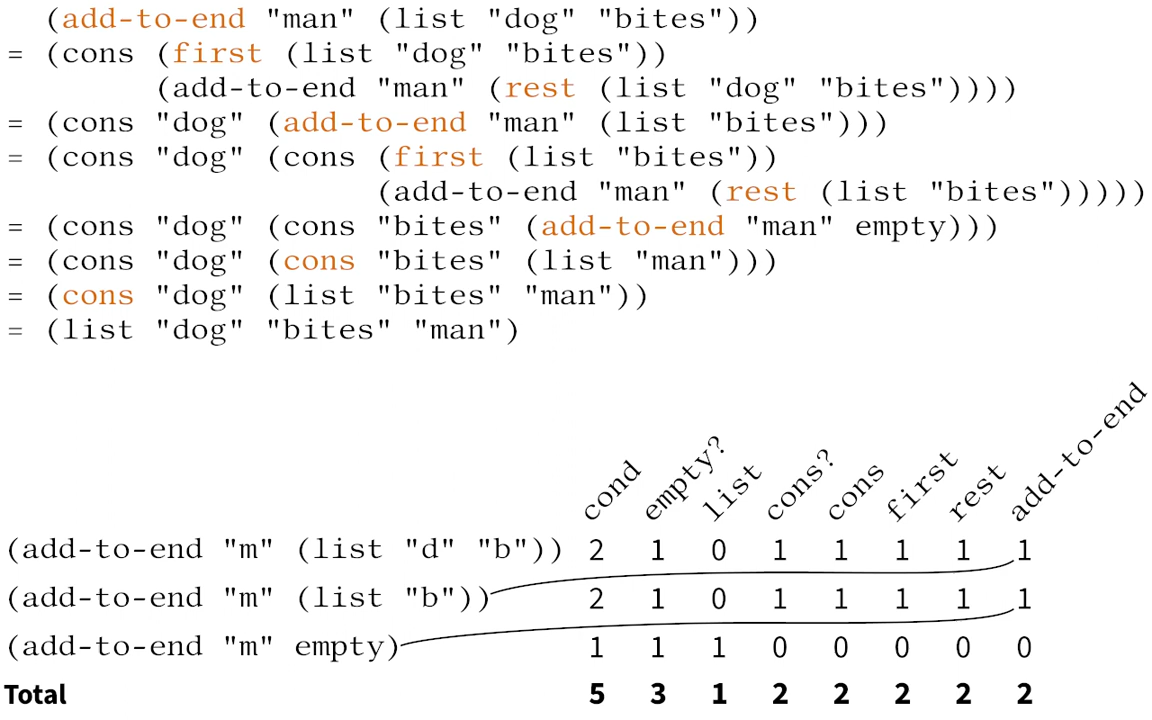 (add-to-end "man" (list "dog" "bites"))
= (cons (first (list "dog" "bites"))
(add-to-end "man" (rest (list "dog" "bites"))))
= (cons "dog" (add-to-end "man" (list "bites")))
= (cons "dog" (cons (first (list "bites"))
(add-to-end "man" (rest (list "bites")))))
= (cons "dog" (cons "bites" (add-to-end "man" empty)))
= (cons "dog" (cons "bites" (list "man")))
= (cons "dog" (list "bites" "man"))
= (list "dog" "bites" "man")
cond empty? list cons? cons first rest add-to-end
(add-to-end "m" (list "d" "b")) 2 1 0 1 1 1 1 1
(add-to-end "m" (list "b")) 2 1 0 1 1 1 1 1
(add-to-end "m" empty) 1 1 1 0 0 0 0 0
Total 5 3 1 2 2 2 2 2